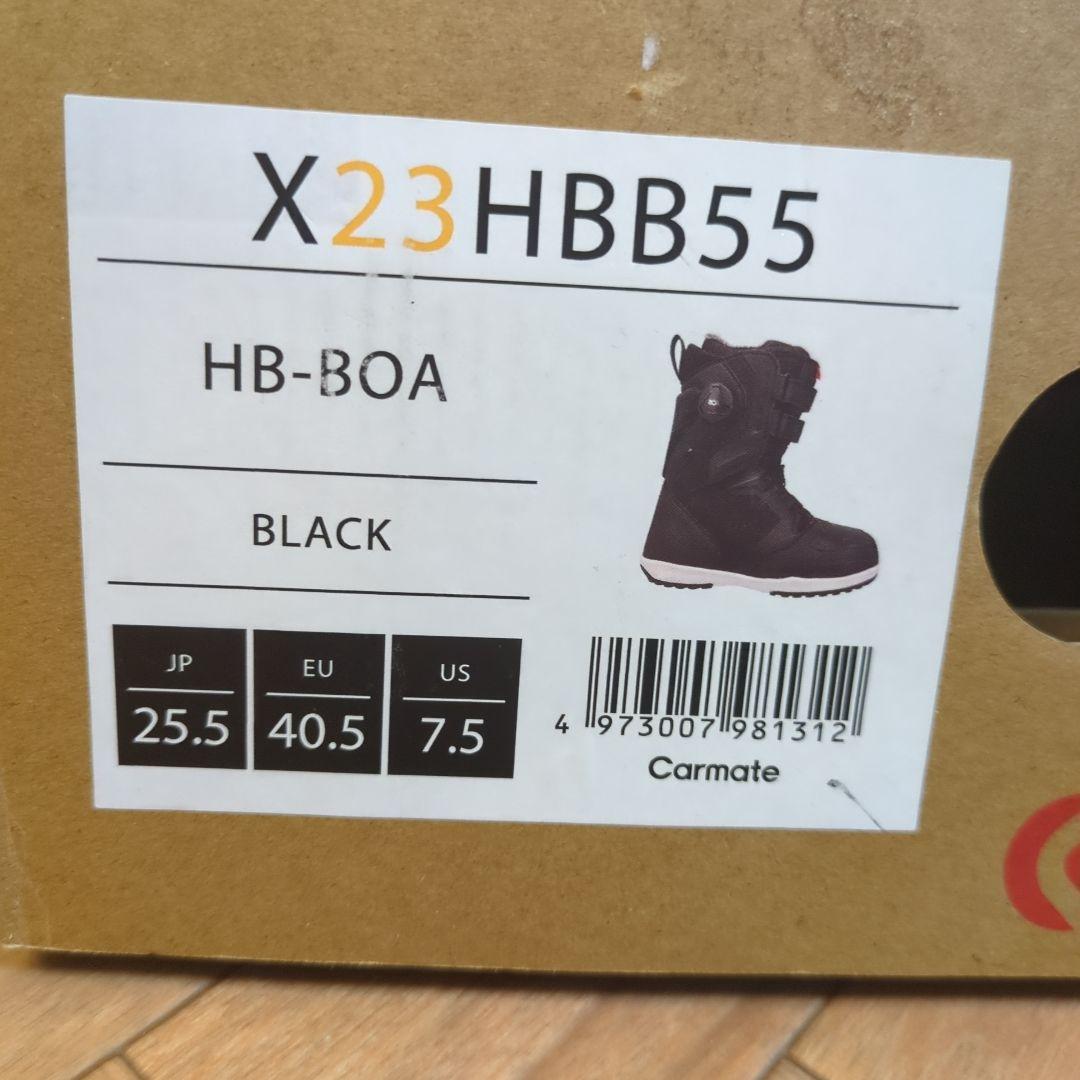 X23HBB55
HB-BOA
BLACK
JP
25.5
EU
40.5
US
7.5
4 973007 981312
Carmate